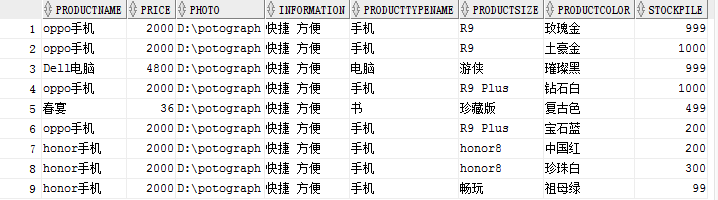 PRODUCTNAME PRICE PHOTO INFORMATION PRODUCTTYPENAME PRODUCTSIZE PRODUCTCOLOR STOCKPILE
1 oppo手机 2000 D:\potograph 快捷 方便 手机 R9 玫瑰金 999
2 oppo手机 2000 D:\potograph 快捷 方便 手机 R9 土豪金 1000
3 Dell电脑 4800 D:\potograph 快捷 方便 电脑 游侠 璀璨黑 999
4 oppo手机 2000 D:\potograph 快捷 方便 手机 R9 Plus 钻石白 1000
5 春宴 36 D:\potograph 快捷 方便 书 珍藏版 复古色 499
6 oppo手机 2000 D:\potograph 快捷 方便 手机 R9 Plus 宝石蓝 200
7 honor手机 2000 D:\potograph 快捷 方便 手机 honor8 中国红 200
8 honor手机 2000 D:\potograph 快捷 方便 手机 honor8 珍珠白 300
9 honor手机 2000 D:\potograph 快捷 方便 手机 畅玩 祖母绿 99